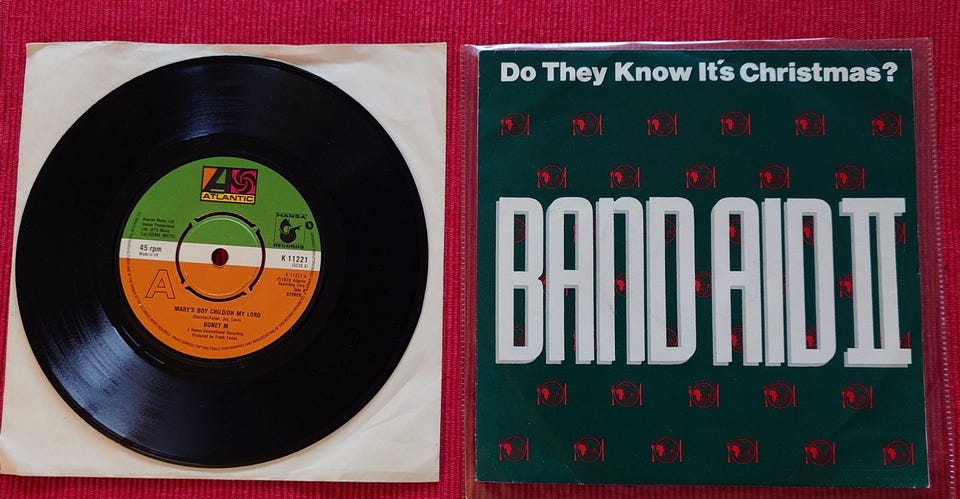 ATLANTIC
HANSA
RECORDS
45 rpm
Made in UK
K 11221
A
STEREO
MARY'S BOY CHILD/OH MY LORD
BONEY M
A Hansa International Recording
Produced by Frank Farian
Do They Know It's Christmas?
BAND AID II